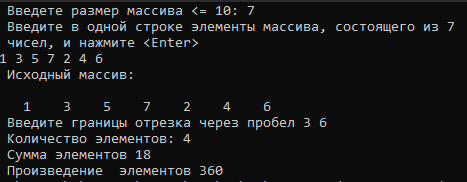 Введете размер массива <= 10: 7
Введите в одной строке элементы массива, состоящего из 7
чисел, и нажмите <Enter>
1 3 5 7 2 4 6
Исходный массив:
1 3 5 7 2 4 6
Введите границы отрезка через пробел 3 6
Количество элементов: 4
Сумма элементов 18
Произведение элементов 360